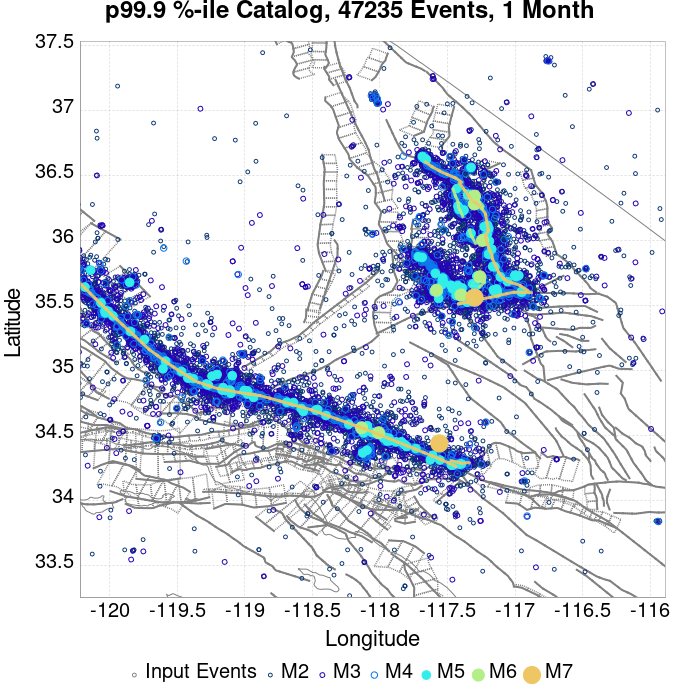 p99.9 %-ile Catalog, 47235 Events, 1 Month
37.5
37
36.5
36
35.5
35
34.5
34
33.5
Latitude
-120 -119.5 -119 -118.5 -118 -117.5 -117 -116.5 -116
Longitude
Input Events M2 M3 M4 M5 M6 M7